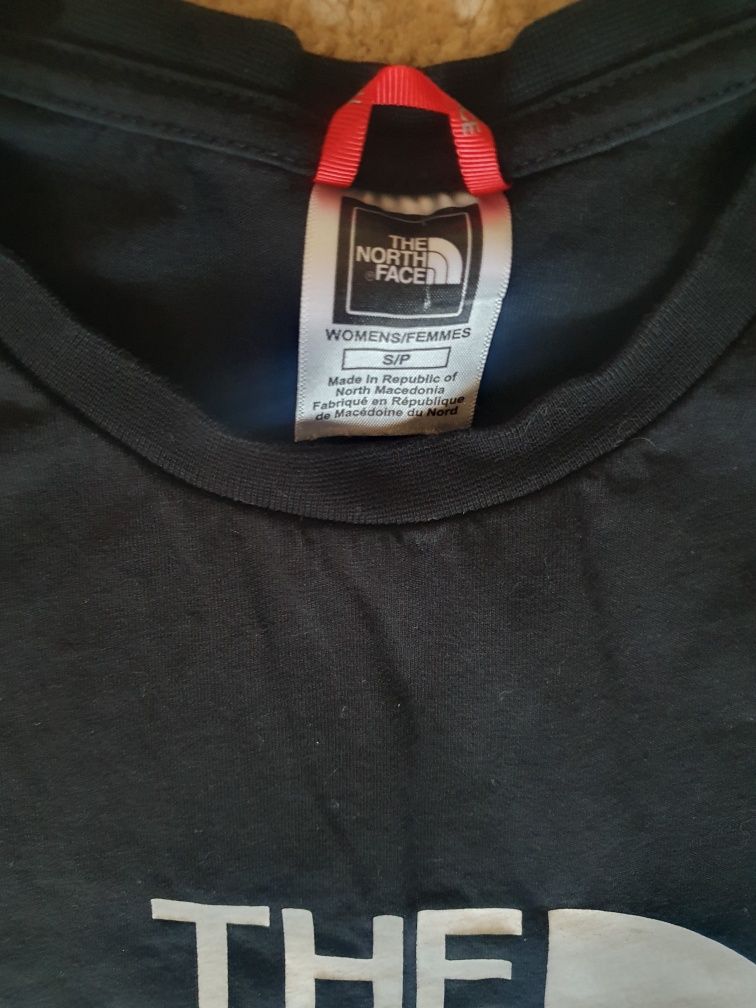 THE
NORTH
®FACE
WOMENS/FEMMES
S/P
Made in Republic of
North Macedonia
Fabriqué en République
de Macédoine du Nord
THE